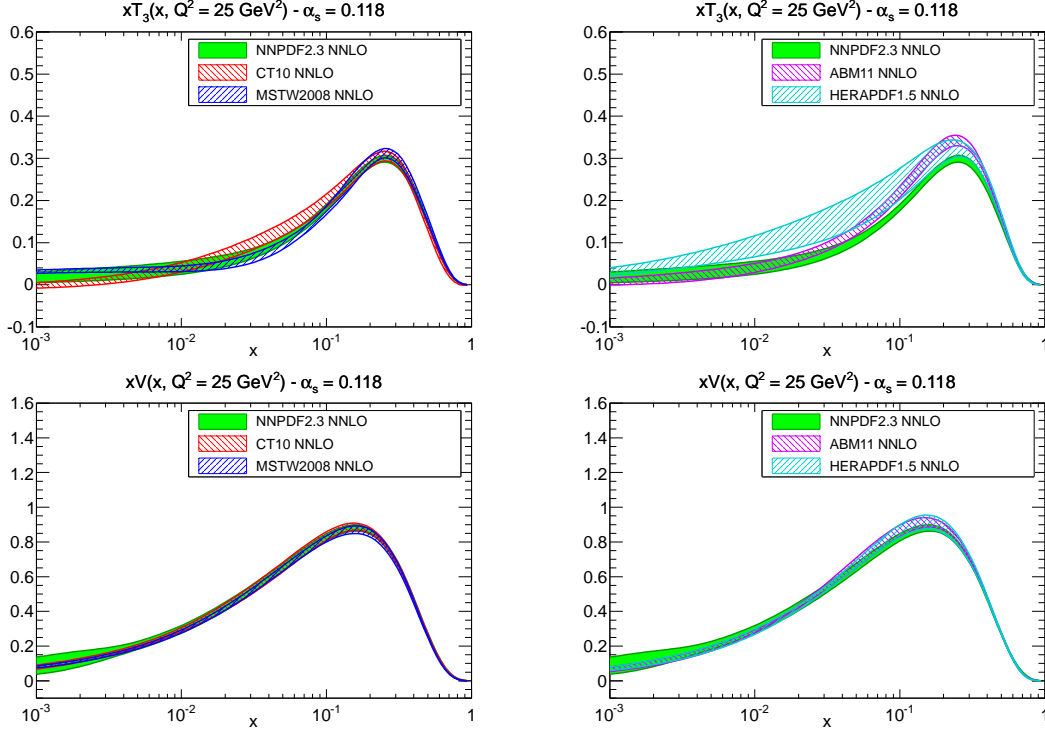 xT₃(x, Q² = 25 GeV²) - αₛ = 0.118
0.6
0.5
0.4
0.3
0.2
0.1
0
-0.1
NNPDF2.3 NNLO
CT10 NNLO
MSTW2008 NNLO
10⁻³
10⁻²
10⁻¹
1
x
xT₃(x, Q² = 25 GeV²) - αₛ = 0.118
0.6
0.5
0.4
0.3
0.2
0.1
0
-0.1
NNPDF2.3 NNLO
ABM11 NNLO
HERAPDF1.5 NNLO
10⁻³
10⁻²
10⁻¹
1
x
xV(x, Q² = 25 GeV²) - αₛ = 0.118
1.6
1.4
1.2
1
0.8
0.6
0.4
0.2
0
NNPDF2.3 NNLO
CT10 NNLO
MSTW2008 NNLO
10⁻³
10⁻²
10⁻¹
1
x
xV(x, Q² = 25 GeV²) - αₛ = 0.118
1.6
1.4
1.2
1
0.8
0.6
0.4
0.2
0
NNPDF2.3 NNLO
ABM11 NNLO
HERAPDF1.5 NNLO
10⁻³
10⁻²
10⁻¹
1
x